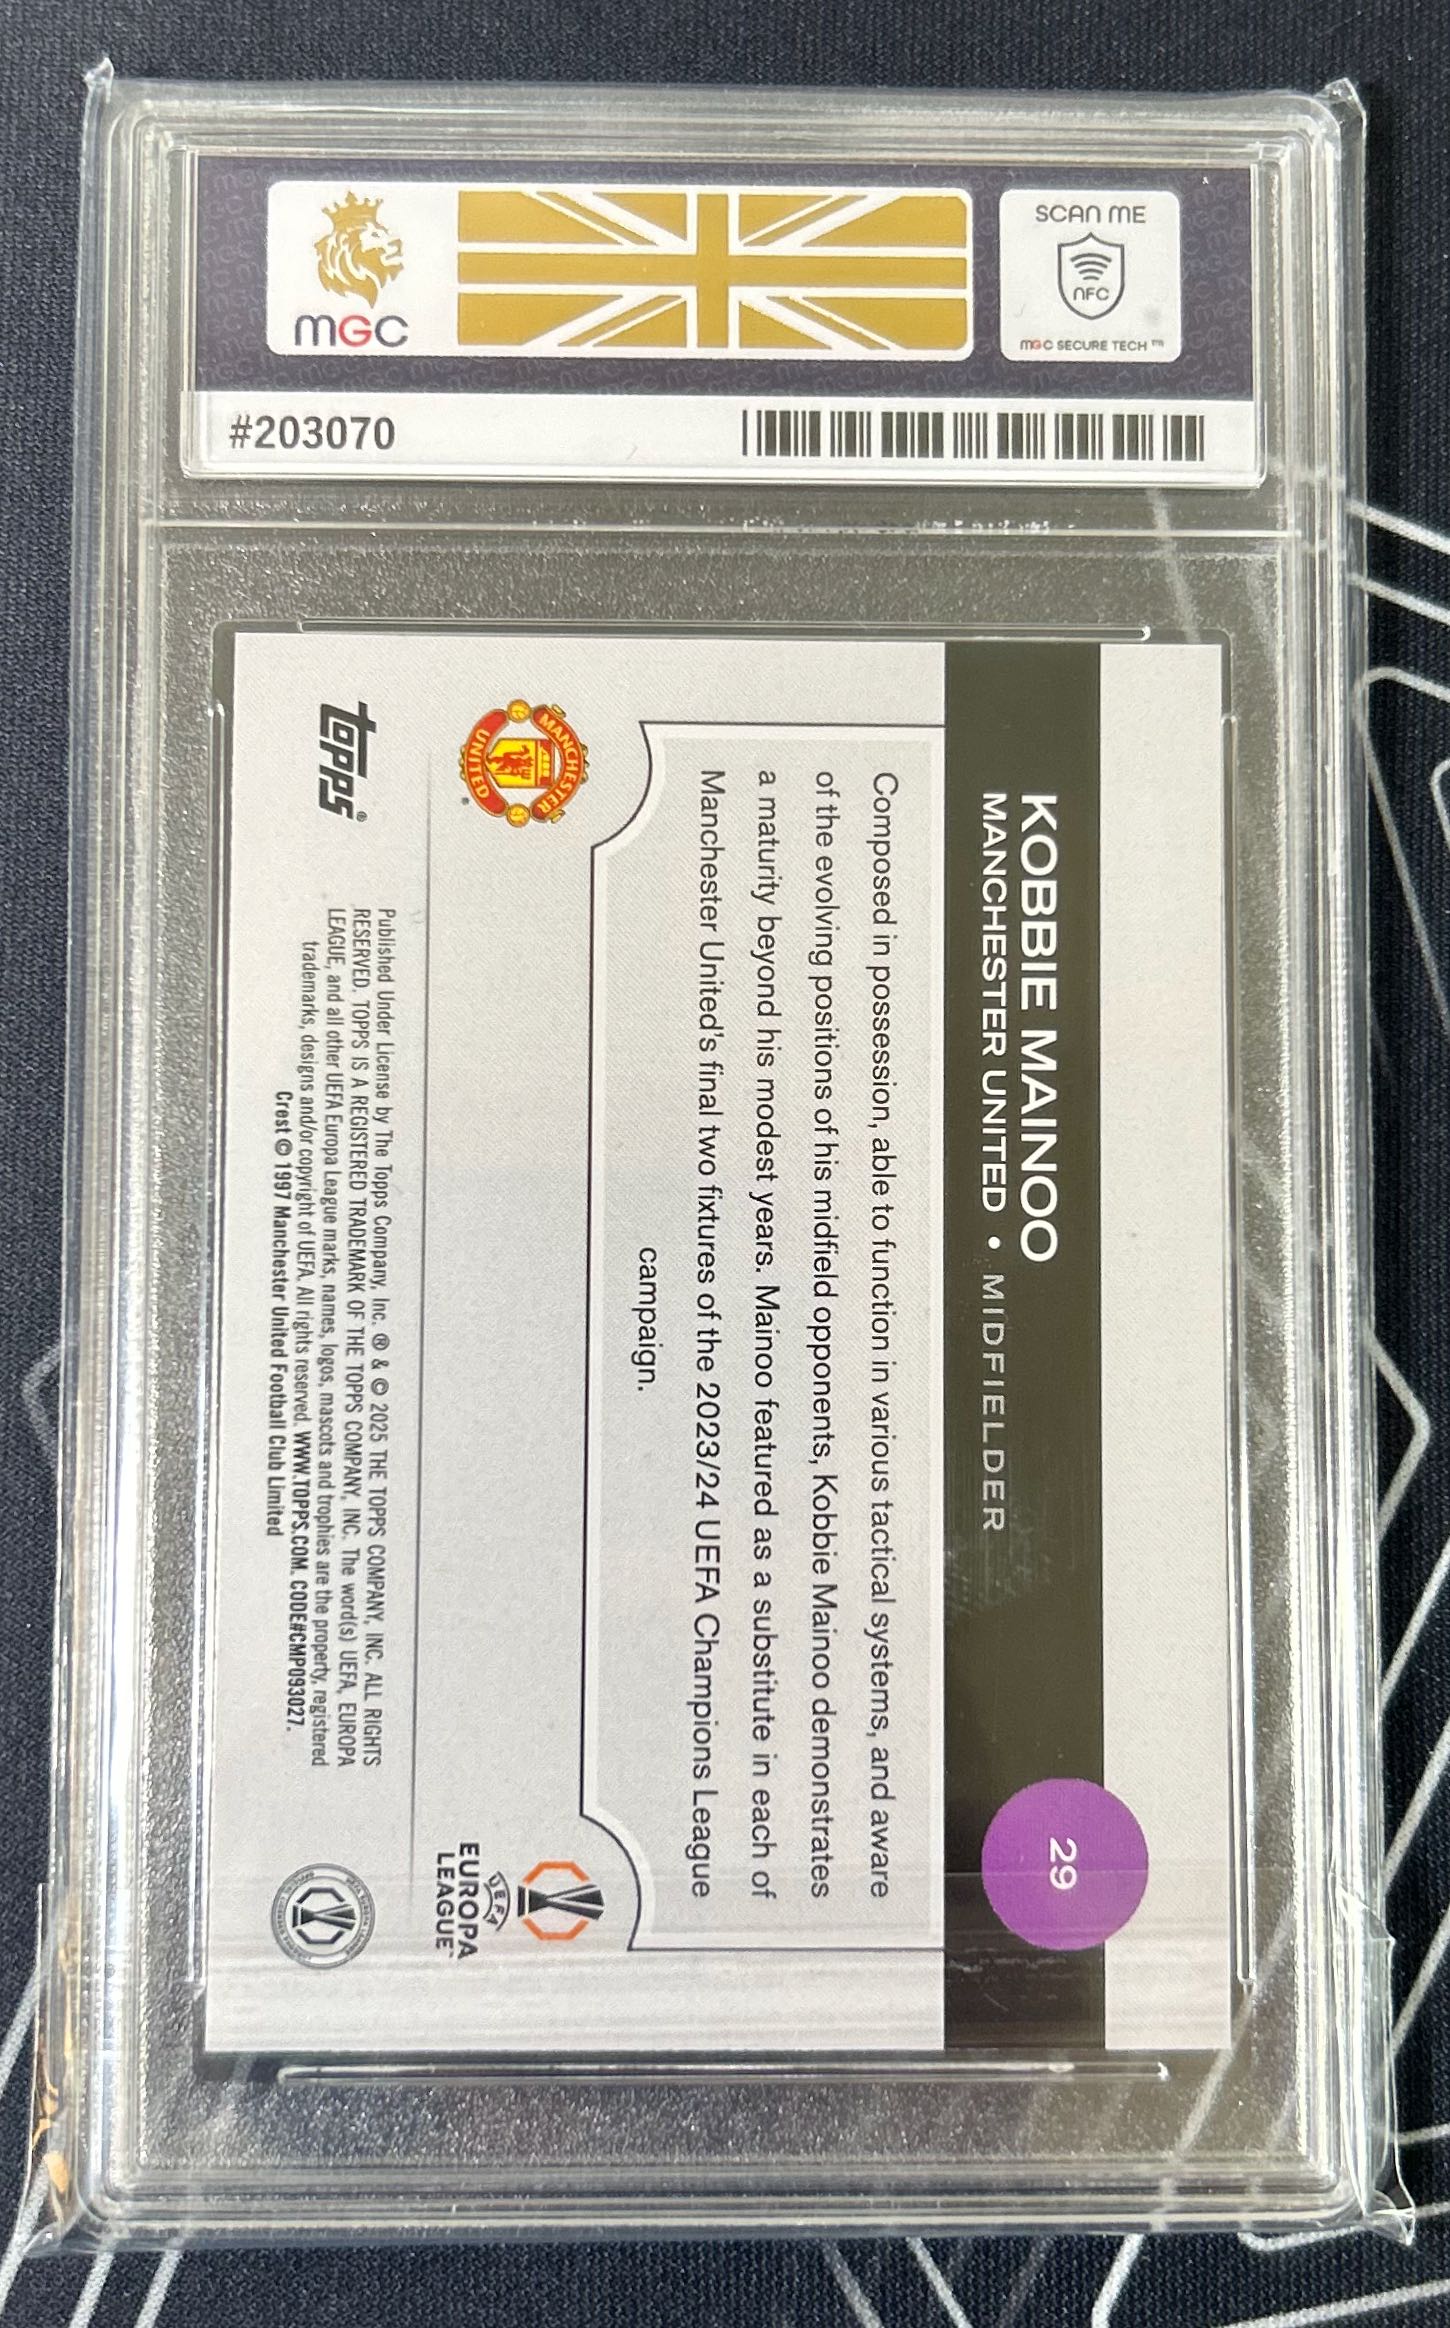 mGC
SCAN ME
NFC
mGC SECURE TECH™
#203070
KOBBIE MAINOO
MANCHESTER UNITED • MIDFIELDER
29
Composed in possession, able to function in various tactical systems, and aware
of the evolving positions of his midfield opponents, Kobbie Mainoo demonstrates
a maturity beyond his modest years. Mainoo featured as a substitute in each of
Manchester United's final two fixtures of the 2023/24 UEFA Champions League
campaign.
MANCHESTER
UNITED
UEFA
EUROPA
LEAGUE™
topps®
Published Under License by The Topps Company, Inc. ® & © 2025 THE TOPPS COMPANY, INC. ALL RIGHTS
RESERVED. TOPPS IS A REGISTERED TRADEMARK OF THE TOPPS COMPANY, INC. The word(s) UEFA, EUROPA
LEAGUE, and all other UEFA Europa League marks, names, logos, mascots and trophies are the property, registered
trademarks, designs and/or copyright of UEFA. All rights reserved. WWW.TOPPS.COM. CODE#CMP093027.
Crest © 1997 Manchester United Football Club Limited